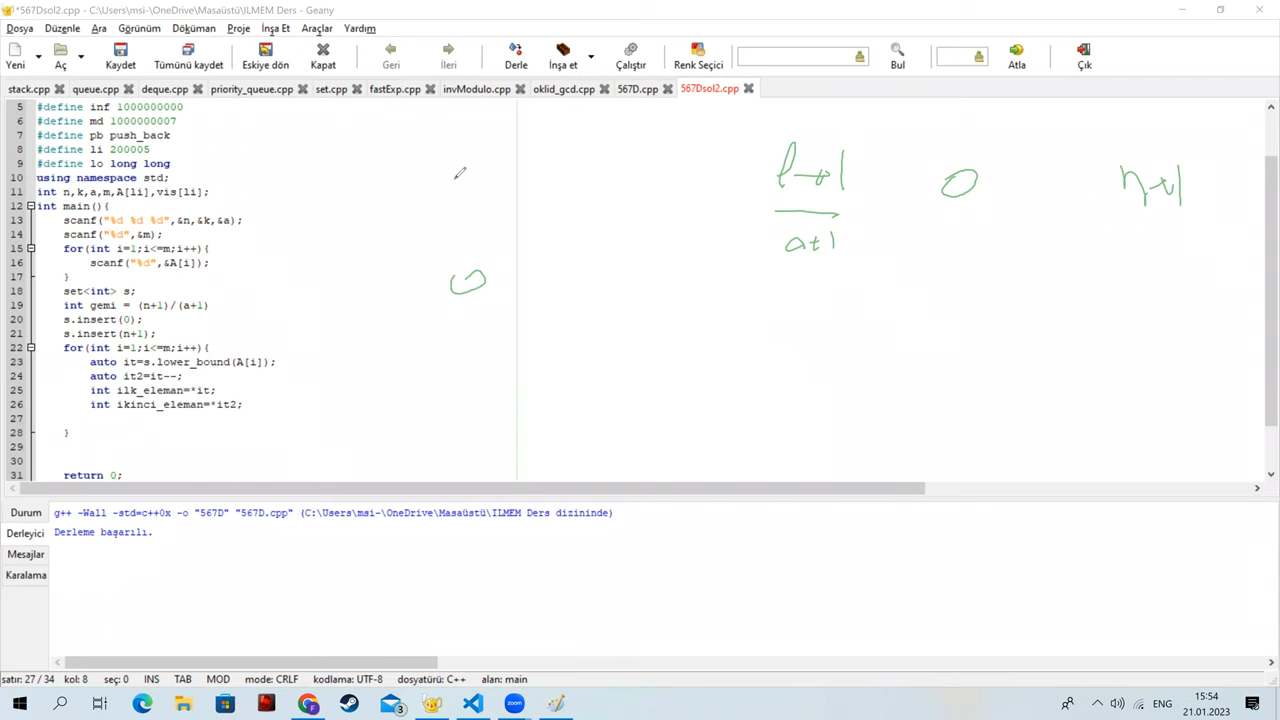 *567Dsol2.cpp - C:\Users\msi-\OneDrive\Masaüstü\ILMEM Ders - Geany
Dosya Düzenle Ara Görünüm Döküman Proje İnşa Et Araçlar Yardım
Yeni Aç Kaydet Tümünü kaydet Eskiye dön Kapat Geri İleri Derle İnşa et Çalıştır Renk Seçici Bul Atla Çık
stack.cpp queue.cpp deque.cpp priority_queue.cpp set.cpp fastExp.cpp invModulo.cpp oklid_gcd.cpp 567D.cpp 567Dsol2.cpp
5 #define inf 1000000000
6 #define md 1000000007
7 #define pb push_back
8 #define li 200005
9 #define lo long long
10 using namespace std;
11 int n,k,a,m,A[li],vis[li];
12 int main(){
13 scanf("%d %d %d",&n,&k,&a);
14 scanf("%d",&m);
15 for(int i=1;i<=m;i++){
16 scanf("%d",&A[i]);
17 }
18 set<int> s;
19 int gemi = (n+1)/(a+1)
20 s.insert(0);
21 s.insert(n+1);
22 for(int i=1;i<=m;i++){
23 auto it=s.lower_bound(A[i]);
24 auto it2=it--;
25 int ilk_eleman=*it;
26 int ikinci_eleman=*it2;
27
28 }
29
30
31 return 0;
l+1
a+1
0
n+1
Durum
Derleyici
Mesajlar
Karalama
g++ -Wall -std=c++0x -o "567D" "567D.cpp" (C:\Users\msi-\OneDrive\Masaüstü\ILMEM Ders dizininde)
Derleme başarılı.
satır: 27 / 34 kol: 8 seç: 0 INS TAB MOD mode: CRLF kodlama: UTF-8 dosyatürü: C++ alan: main
3
ENG
15:54
21.01.2023